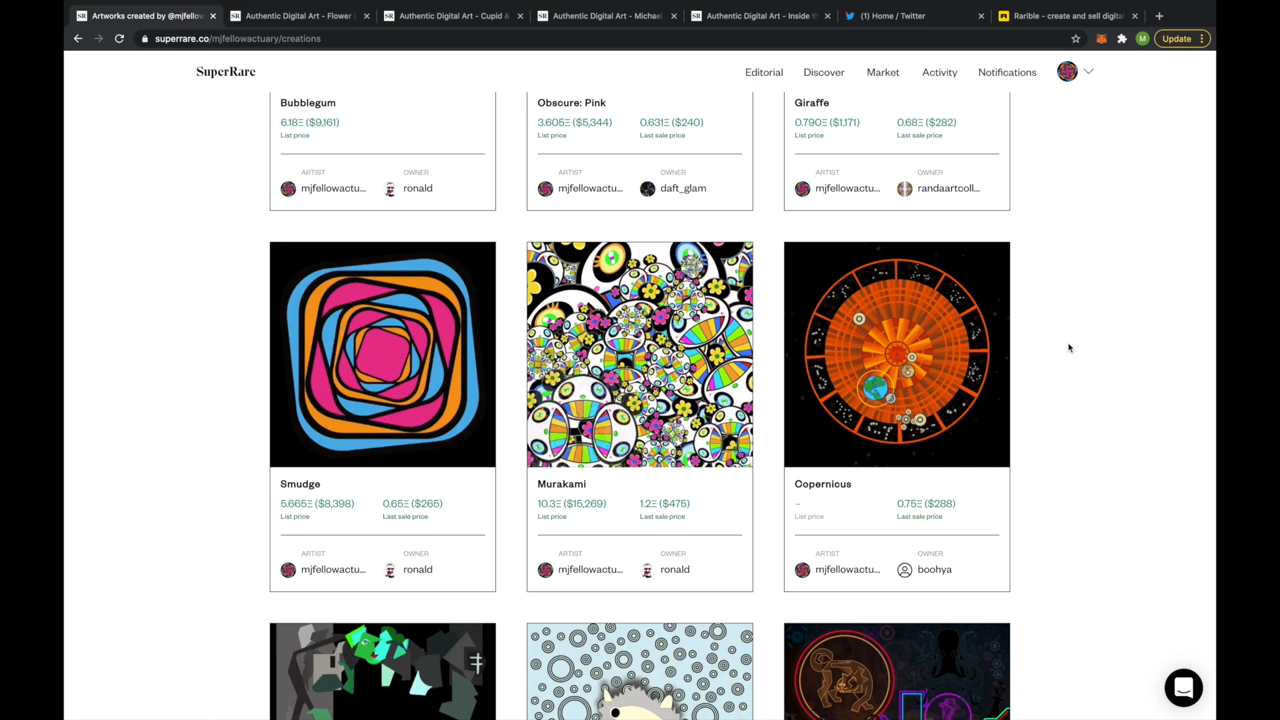 Artworks created by @mjfellow
Authentic Digital Art - Flower
Authentic Digital Art - Cupid &
Authentic Digital Art - Michael
Authentic Digital Art - Inside th
(1) Home / Twitter
Rarible - create and sell digital
superrare.co/mjfellowactuary/creations
M
Update
SuperRare
Editorial
Discover
Market
Activity
Notifications
Bubblegum
Obscure: Pink
Giraffe
6.18Ξ ($9,161)
3.605Ξ ($5,344)
0.631Ξ ($240)
0.790Ξ ($1,171)
0.68Ξ ($282)
List price
List price
Last sale price
List price
Last sale price
ARTIST
OWNER
ARTIST
OWNER
ARTIST
OWNER
mjfellowactu...
ronald
mjfellowactu...
daft_glam
mjfellowactu...
randaartcoll...
Smudge
Murakami
Copernicus
5.665Ξ ($8,398)
0.65Ξ ($265)
10.3Ξ ($15,269)
1.2Ξ ($475)
–
0.75Ξ ($288)
List price
Last sale price
List price
Last sale price
List price
Last sale price
ARTIST
OWNER
ARTIST
OWNER
ARTIST
OWNER
mjfellowactu...
ronald
mjfellowactu...
ronald
mjfellowactu...
boohya